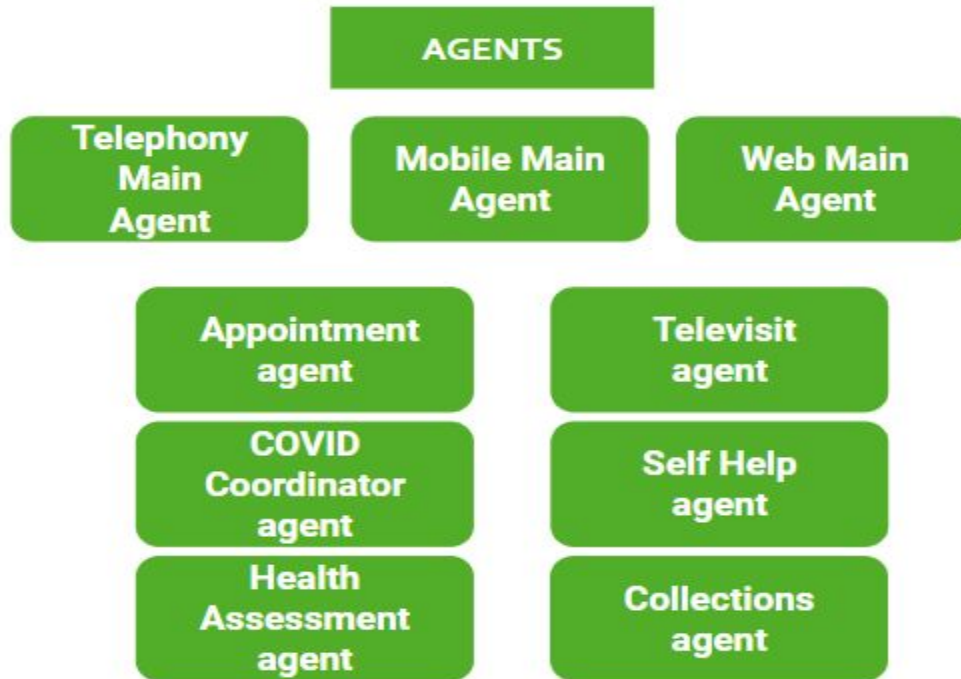 AGENTS
Telephony
Main
Agent
Mobile Main
Agent
Web Main
Agent
Appointment
agent
Televisit
agent
COVID
Coordinator
agent
Self Help
agent
Health
Assessment
agent
Collections
agent